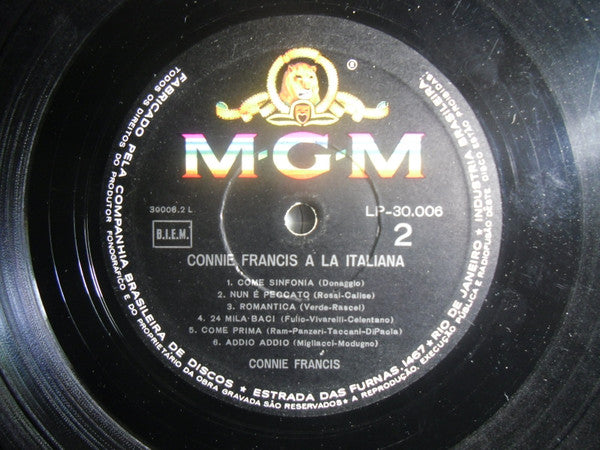 ®
M·G·M
30006.2 L.
LP-30.006
B.I.E.M.
2
CONNIE FRANCIS A LA ITALIANA
1. COME SINFONIA (Donaggio)
2. NUN È PECCATO (Rossi-Calise)
3. ROMANTICA (Verde-Rascel)
4. 24 MILA-BACI (Fulio-Vivarelli-Celentano)
5. COME PRIMA (Ram-Panzeri-Taccani-DiPaola)
6. ADDIO ADDIO (Migliacci-Modugno)
CONNIE FRANCIS
FABRICADO PELA COMPANHIA BRASILEIRA DE DISCOS ★ ESTRADA DAS FURNAS, 1467 ★ RIO DE JANEIRO ★ INDÚSTRIA BRASILEIRA.
TODOS OS DIREITOS DO PRODUTOR FONOGRÁFICO E DO PROPRIETÁRIO DA OBRA GRAVADA SÃO RESERVADOS ★ A REPRODUÇÃO, EXECUÇÃO PÚBLICA E RADIOFUSÃO DESTE DISCO ESTÃO PROIBIDAS.